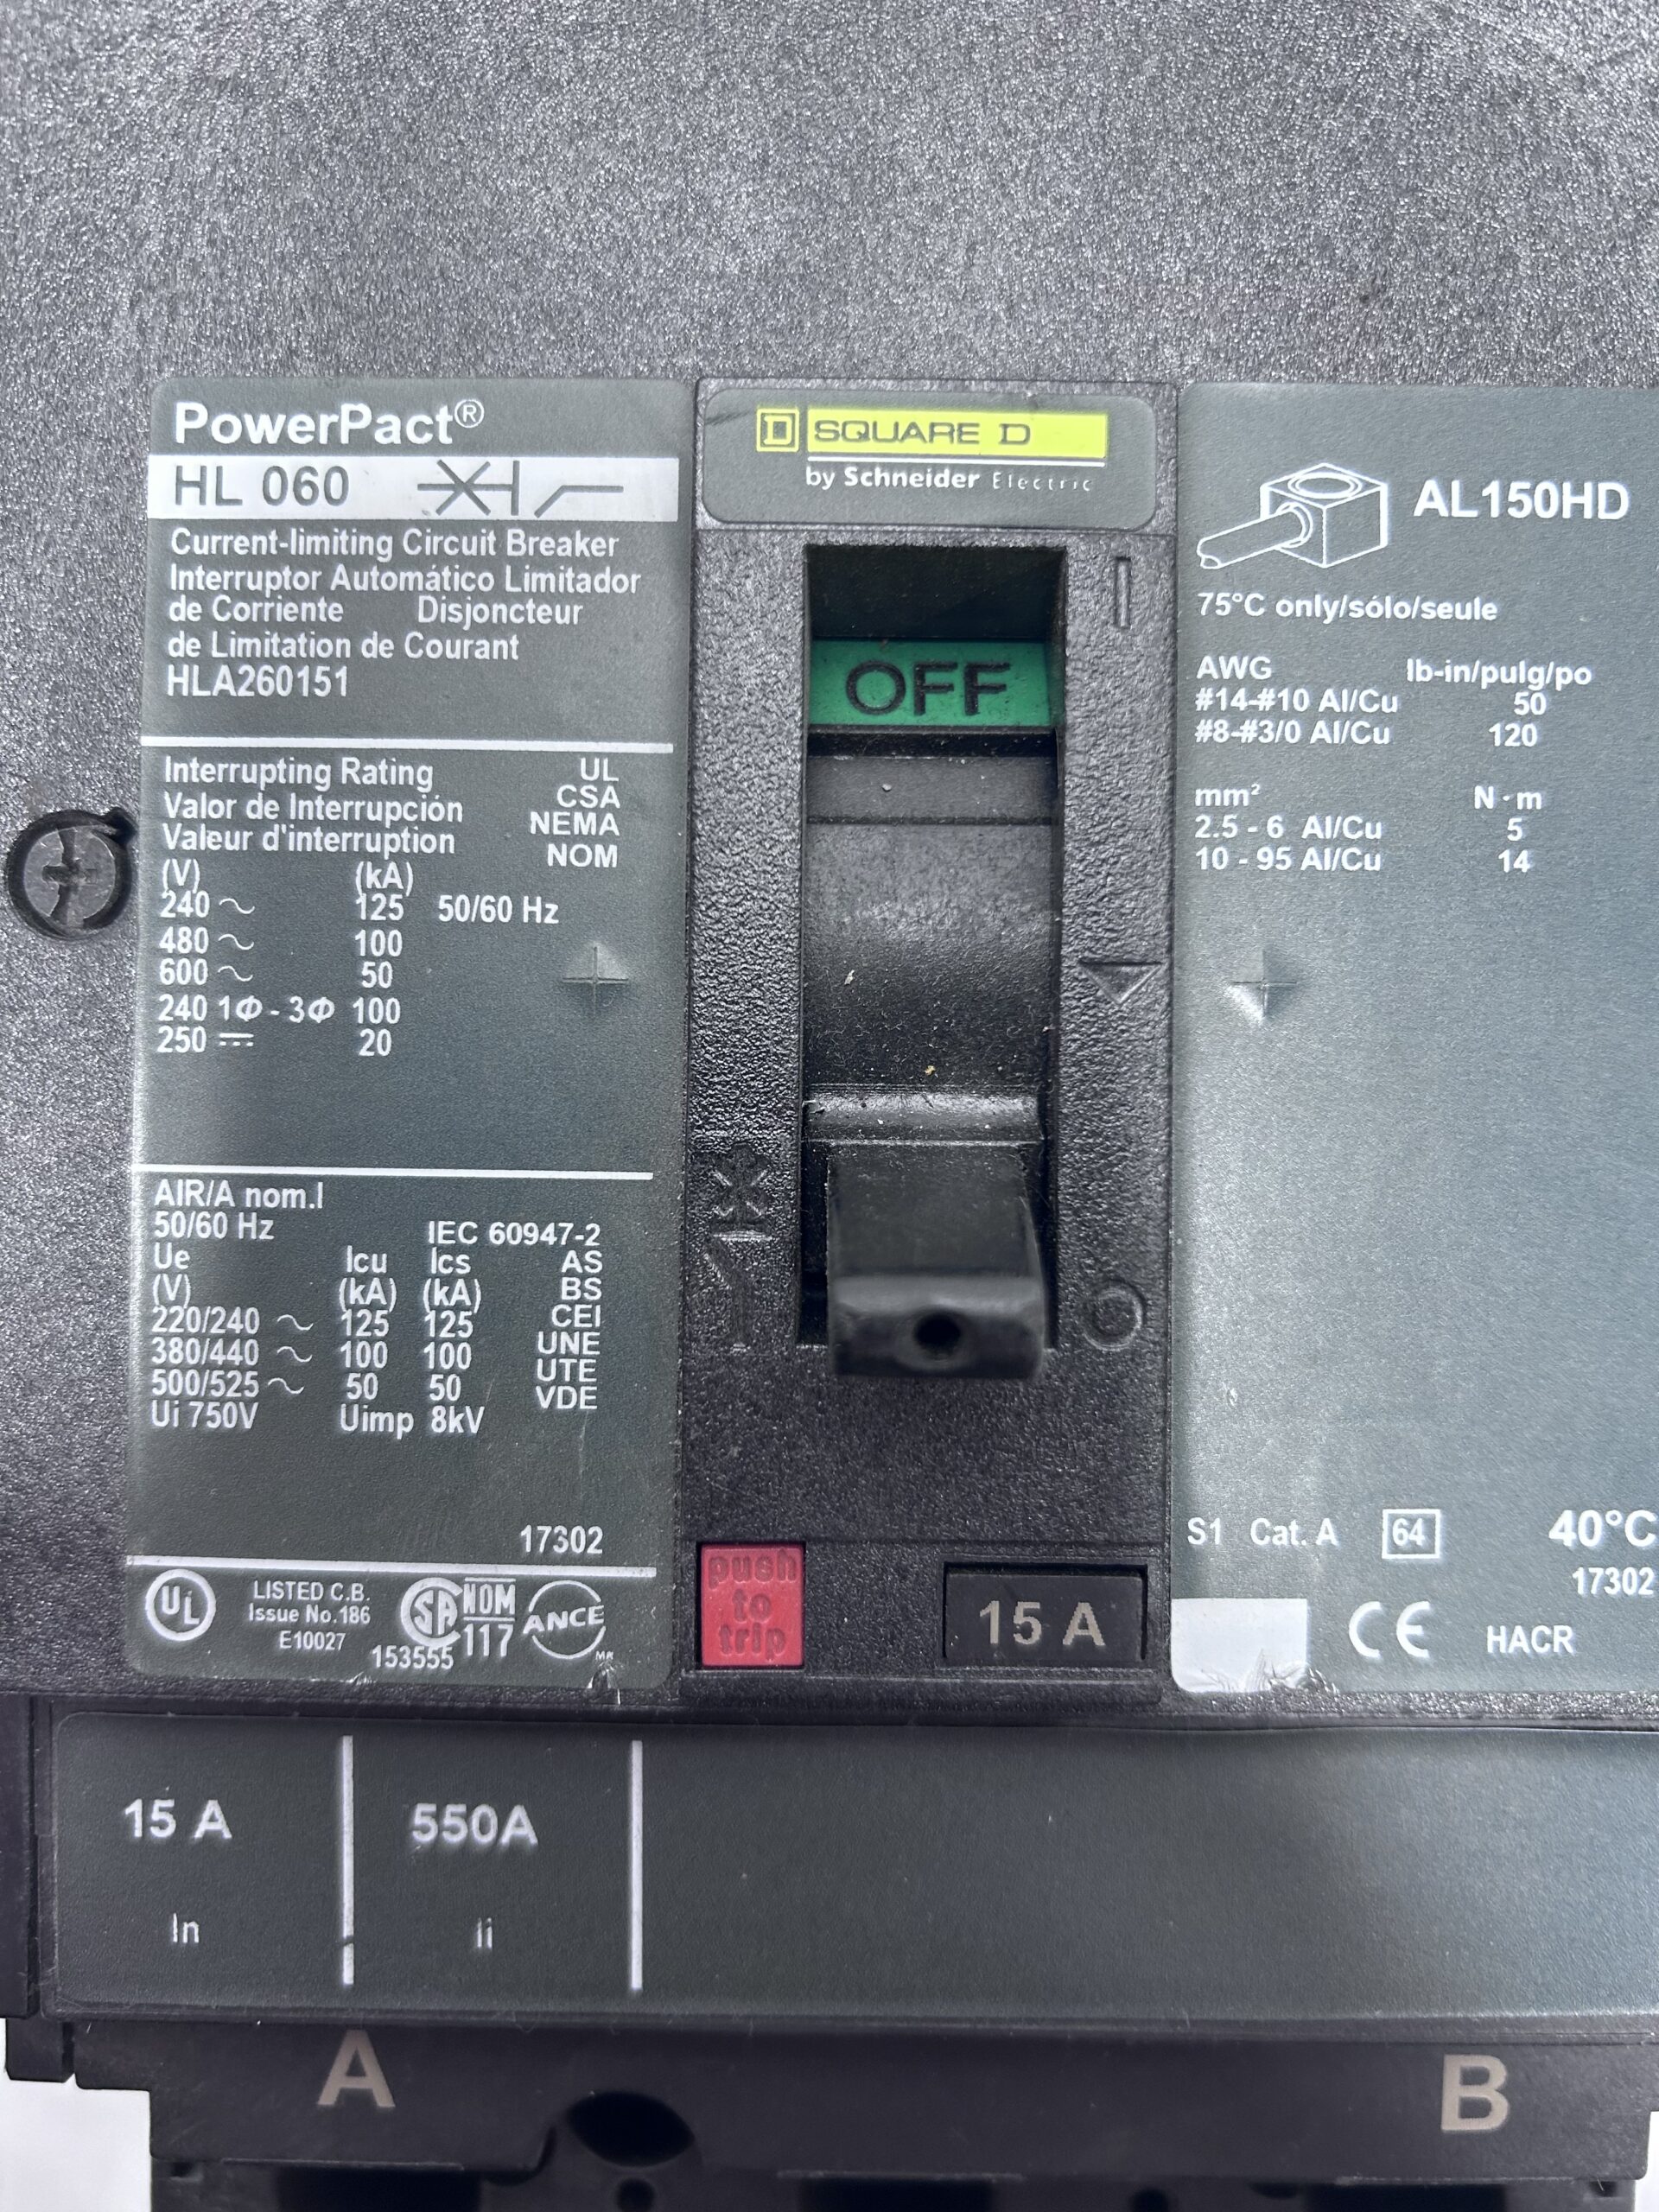 PowerPact®
HL 060
Current-limiting Circuit Breaker
Interruptor Automático Limitador
de Corriente Disjoncteur
de Limitation de Courant
HLA260151
Interrupting Rating UL
Valor de Interrupción CSA
Valeur d'interruption NEMA
NOM
(V) (kA)
240 ~ 125 50/60 Hz
480 ~ 100
600 ~ 50
240 1Φ - 3Φ 100
250 ⎓ 20
AIR/A nom.I
50/60 Hz IEC 60947-2
Ue Icu Ics AS
(V) (kA) (kA) BS
220/240 ~ 125 125 CEI
380/440 ~ 100 100 UNE
500/525 ~ 50 50 UTE
Ui 750V Uimp 8kV VDE
17302
UL
LISTED C.B.
Issue No.186
E10027
SA
153555
NOM
117
ANCE
MR
D SQUARE D
by Schneider Electric
I
OFF
O
push
to
trip
15 A
AL150HD
75°C only/sólo/seule
AWG lb-in/pulg/po
#14-#10 Al/Cu 50
#8-#3/0 Al/Cu 120
mm² N·m
2.5 - 6 Al/Cu 5
10 - 95 Al/Cu 14
S1 Cat. A 64 40°C
17302
CE HACR
15 A 550A
In Ii
A B